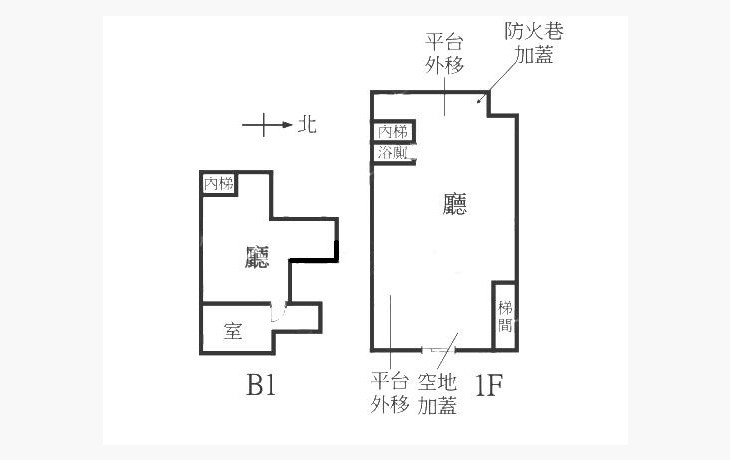 防火巷
加蓋
平台
外移
北
內梯
浴廁
內梯
廳
廳
梯
間
室
B1
平台
外移
空地
加蓋
1F